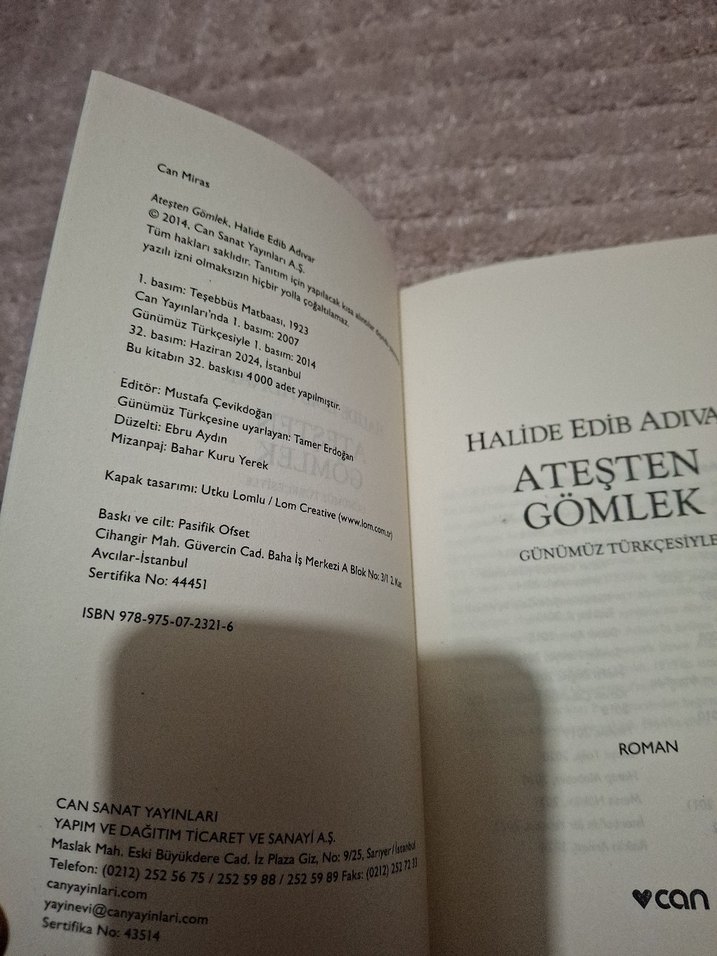 Can Miras
Ateşten Gömlek, Halide Edib Adıvar
© 2014, Can Sanat Yayınları A.Ş.
Tüm hakları saklıdır. Tanıtım için yapılacak kısa alıntılar dışında
yazılı izni olmaksızın hiçbir yolla çoğaltılamaz.
1. basım: Teşebbüs Matbaası, 1923
Can Yayınları'nda 1. basım: 2007
Günümüz Türkçesiyle 1. basım: 2014
32. basım: Haziran 2024, İstanbul
Bu kitabın 32. baskısı 4000 adet yapılmıştır.
Editör: Mustafa Çevikdoğan
Günümüz Türkçesine uyarlayan: Tamer Erdoğan
Düzelti: Ebru Aydın
Mizanpaj: Bahar Kuru Yerek
Kapak tasarımı: Utku Lomlu / Lom Creative (www.lom.com.tr)
Baskı ve cilt: Pasifik Ofset
Cihangir Mah. Güvercin Cad. Baha İş Merkezi A Blok No: 3/1 2. Kat
Avcılar-İstanbul
Sertifika No: 44451
ISBN 978-975-07-2321-6
CAN SANAT YAYINLARI
YAPIM VE DAĞITIM TİCARET VE SANAYİ A.Ş.
Maslak Mah. Eski Büyükdere Cad. İz Plaza Giz, No: 9/25, Sarıyer / İstanbul
Telefon: (0212) 252 56 75 / 252 59 88 / 252 59 89 Faks: (0212) 252 72 33
canyayinlari.com
yayinevi@canyayinlari.com
Sertifika No: 43514
HALİDE EDİB ADIVA
ATEŞTEN
GÖMLEK
GÜNÜMÜZ TÜRKÇESİYLE
ROMAN
can